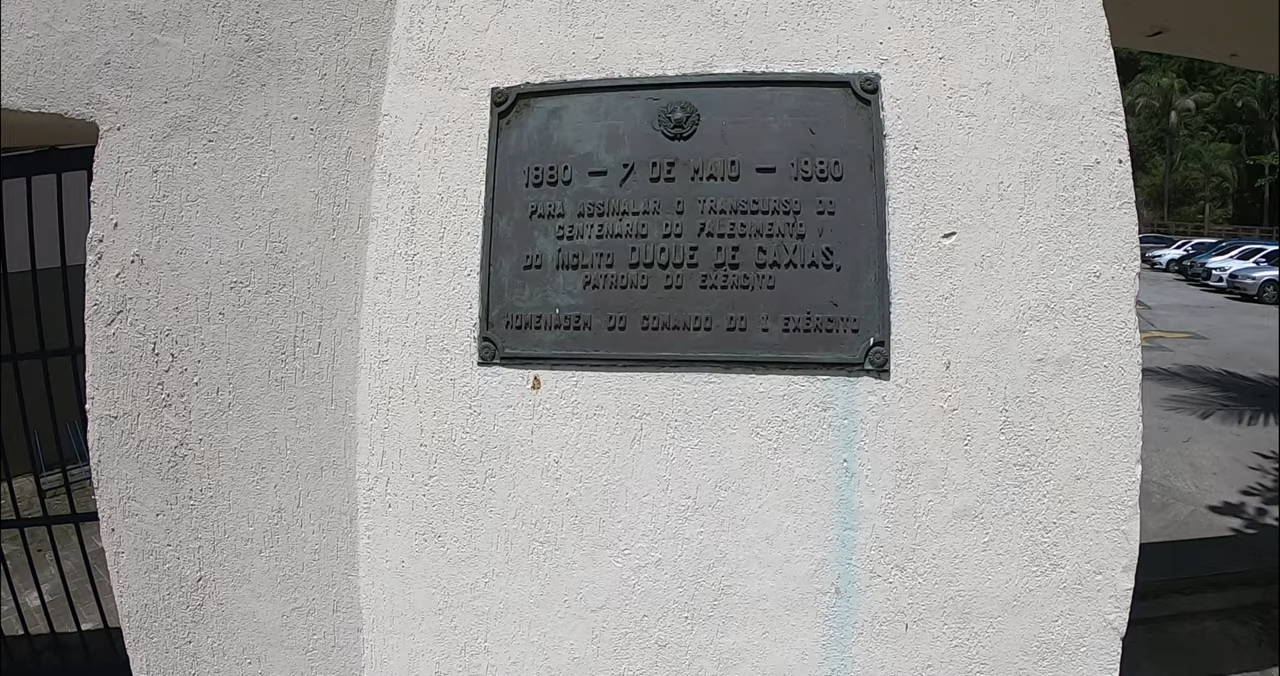 1880 — 7 DE MAIO — 1980
PARA ASSINALAR O TRANSCURSO DO
CENTENÁRIO DO FALECIMENTO
DO ÍNCLITO DUQUE DE CAXIAS,
PATRONO DO EXÉRCITO
HOMENAGEM DO COMANDO DO I EXÉRCITO